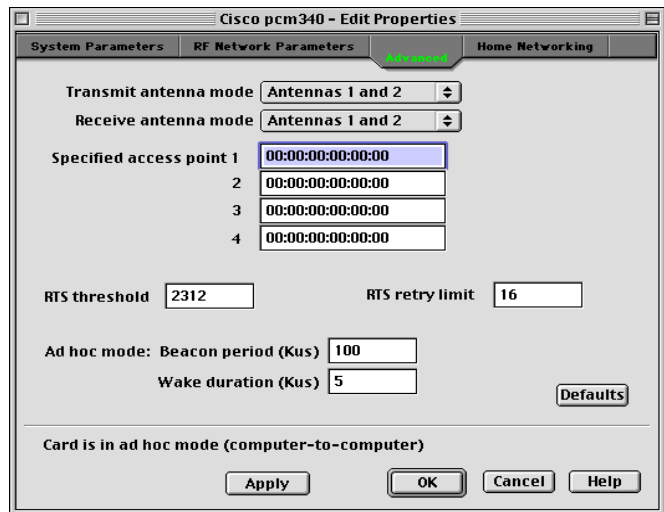 Cisco pcm340 - Edit Properties
System Parameters RF Network Parameters Advanced Home Networking
Transmit antenna mode Antennas 1 and 2
Receive antenna mode Antennas 1 and 2
Specified access point 1 00:00:00:00:00:00
2 00:00:00:00:00:00
3 00:00:00:00:00:00
4 00:00:00:00:00:00
RTS threshold 2312 RTS retry limit 16
Ad hoc mode: Beacon period (Kus) 100
Wake duration (Kus) 5
Defaults
Card is in ad hoc mode (computer-to-computer)
Apply OK Cancel Help